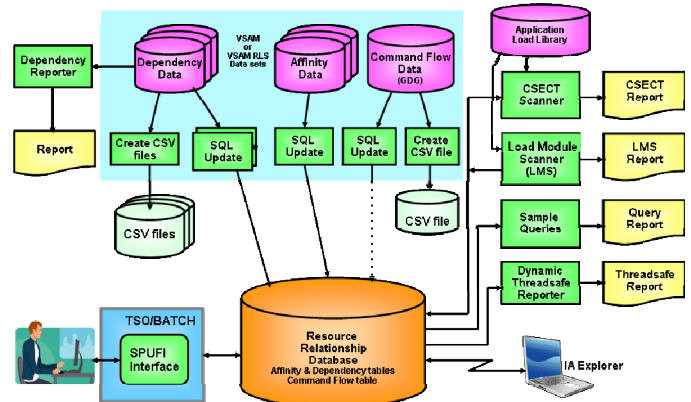 VSAM
or
VSAM RLS
Data sets
Application
Load Library
Dependency
Reporter
Dependency
Data
Affinity
Data
Command Flow
Data
(GDG)
CSECT
Scanner
CSECT
Report
Report
Create CSV
files
SQL
Update
SQL
Update
SQL
Update
Create
CSV file
Load Module
Scanner
(LMS)
LMS
Report
CSV files
CSV file
Sample
Queries
Query
Report
Dynamic
Threadsafe
Reporter
Threadsafe
Report
TSO/BATCH
SPUFI
Interface
Resource
Relationship
Database
Affinity & Dependency tables
Command Flow table
IA Explorer